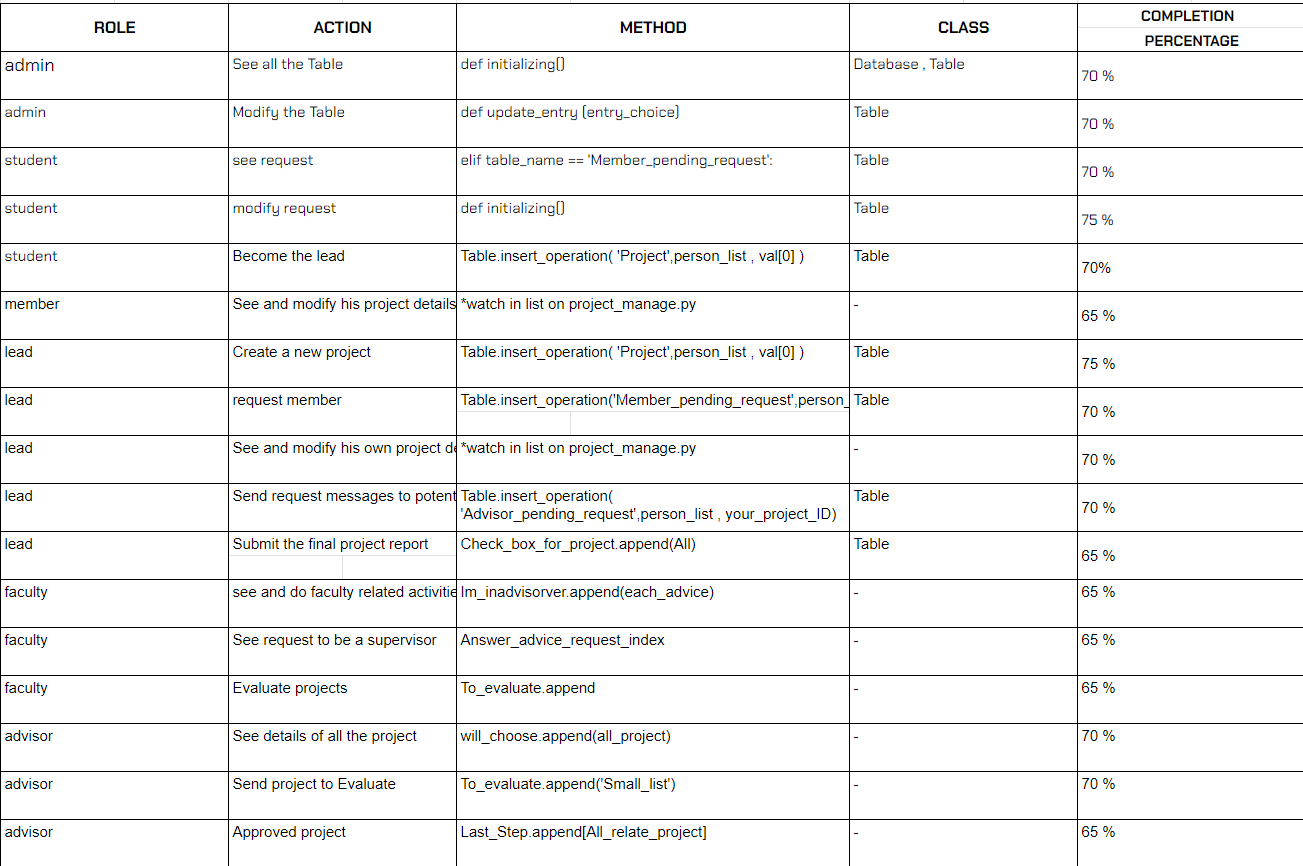 ROLE ACTION METHOD CLASS COMPLETION
PERCENTAGE
admin See all the Table def initializing() Database , Table 70 %
admin Modify the Table def update_entry (entry_choice) Table 70 %
student see request elif table_name == 'Member_pending_request': Table 70 %
student modify request def initializing() Table 75 %
student Become the lead Table.insert_operation( 'Project',person_list , val[0] ) Table 70%
member See and modify his project details *watch in list on project_manage.py - 65 %
lead Create a new project Table.insert_operation( 'Project',person_list , val[0] ) Table 75 %
lead request member Table.insert_operation('Member_pending_request',person_ Table 70 %
lead See and modify his own project de *watch in list on project_manage.py - 70 %
lead Send request messages to potent Table.insert_operation( Table 70 %
'Advisor_pending_request',person_list , your_project_ID)
lead Submit the final project report Check_box_for_project.append(All) Table 65 %
faculty see and do faculty related activitie Im_inadvisorver.append(each_advice) - 65 %
faculty See request to be a supervisor Answer_advice_request_index - 65 %
faculty Evaluate projects To_evaluate.append - 65 %
advisor See details of all the project will_choose.append(all_project) - 70 %
advisor Send project to Evaluate To_evaluate.append('Small_list') - 70 %
advisor Approved project Last_Step.append[All_relate_project] - 65 %